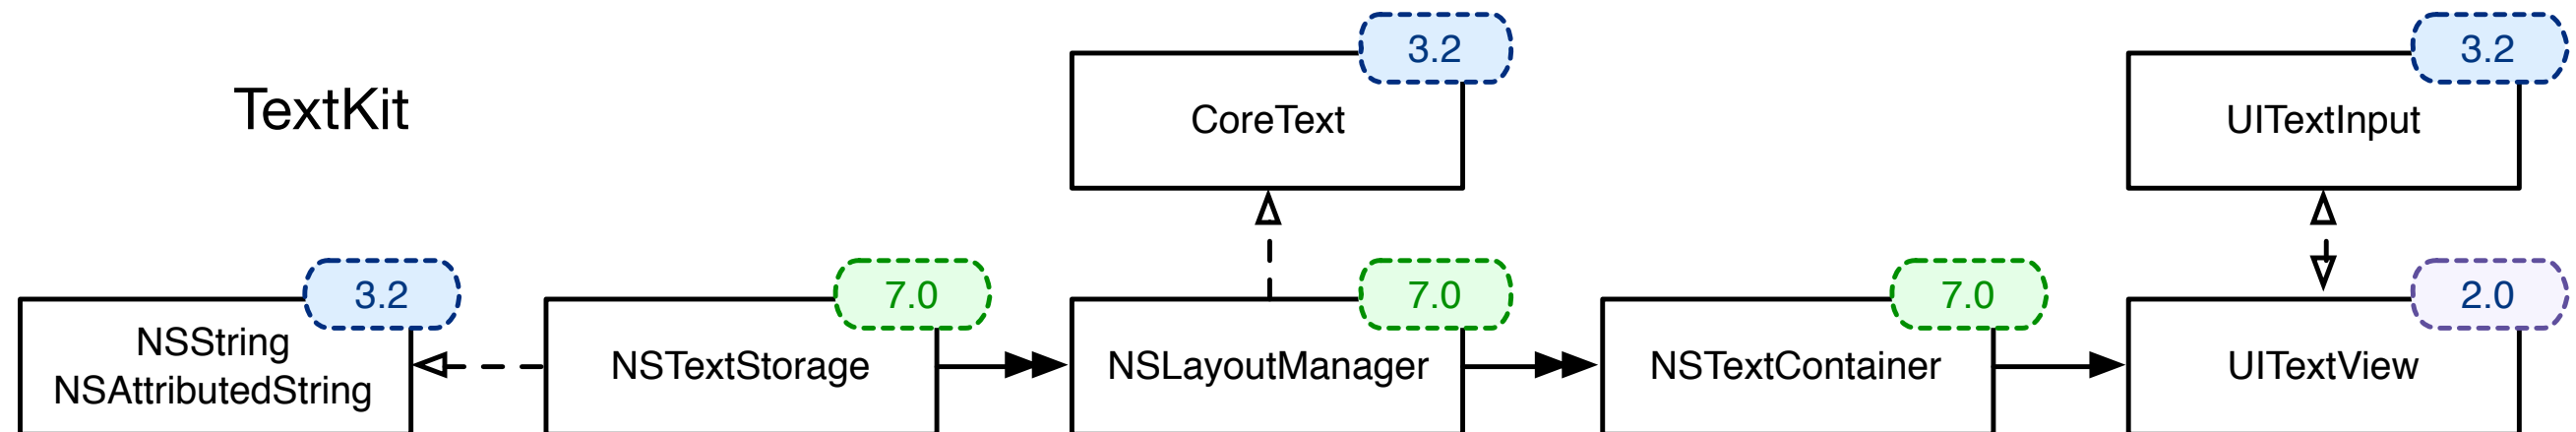 TextKit
3.2
CoreText
3.2
UITextInput
3.2
NSString
NSAttributedString
7.0
NSTextStorage
7.0
NSLayoutManager
7.0
NSTextContainer
2.0
UITextView